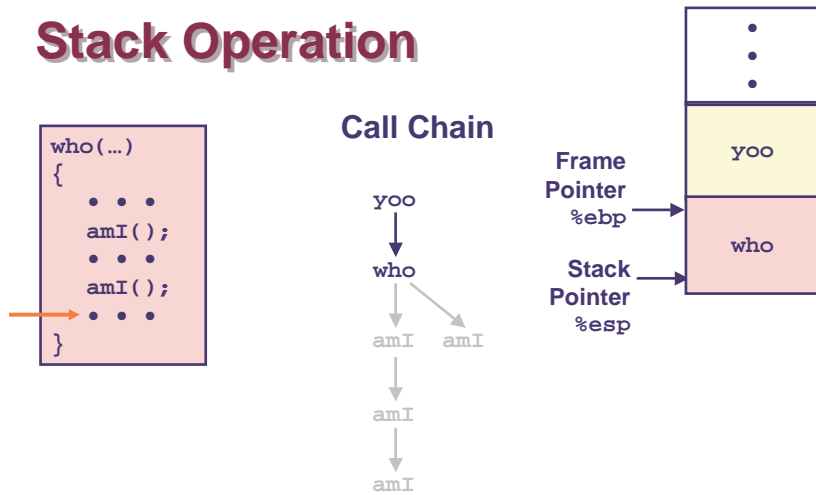 Stack Operation
who(…)
{
• • •
amI();
• • •
amI();
• • •
}
Call Chain
yoo
who
amI amI
amI
amI
Frame
Pointer
%ebp
Stack
Pointer
%esp
•
•
•
yoo
who